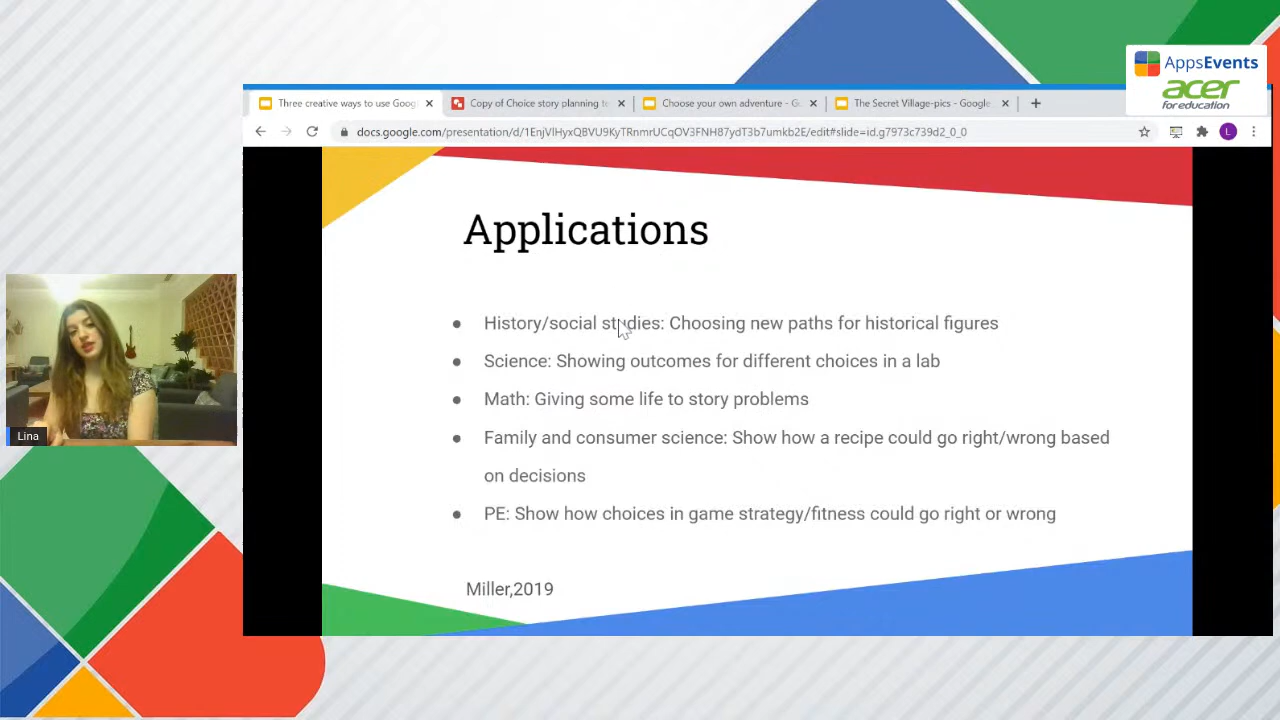 AppsEvents
acer
for education
Three creative ways to use Goog
Copy of Choice story planning te
Choose your own adventure - G
The Secret Village-pics - Google
docs.google.com/presentation/d/1EnjVlHyxQBVU9KyTRnmrUCqOV3FNH87ydT3b7umkb2E/edit#slide=id.g7973c739d2_0_0
L
Applications
● History/social studies: Choosing new paths for historical figures
● Science: Showing outcomes for different choices in a lab
● Math: Giving some life to story problems
● Family and consumer science: Show how a recipe could go right/wrong based
on decisions
● PE: Show how choices in game strategy/fitness could go right or wrong
Miller,2019
Lina